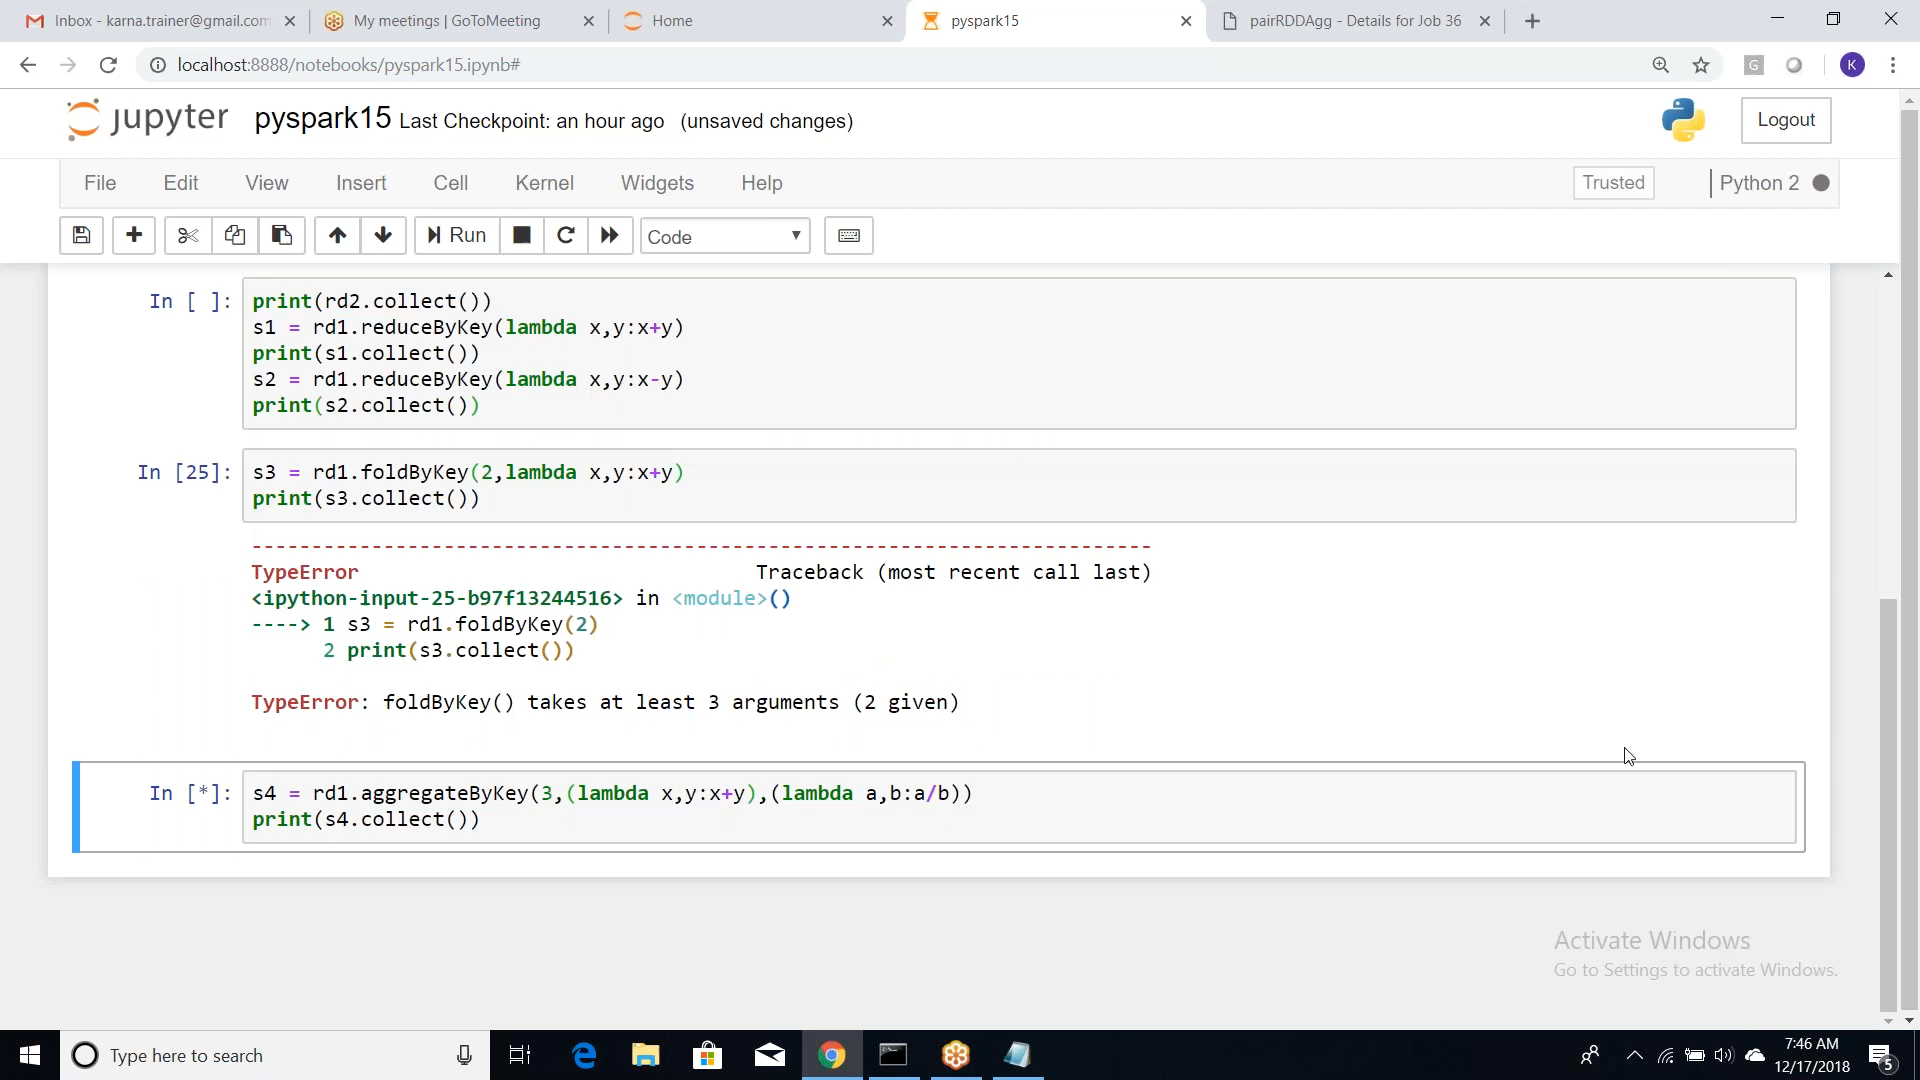 Inbox - karna.trainer@gmail.com
My meetings | GoToMeeting
Home
pyspark15
pairRDDAgg - Details for Job 36
localhost:8888/notebooks/pyspark15.ipynb#
G
K
jupyter pyspark15 Last Checkpoint: an hour ago (unsaved changes)
Logout
File Edit View Insert Cell Kernel Widgets Help
Trusted
Python 2
Run
Code
In [ ]:
print(rd2.collect())
s1 = rd1.reduceByKey(lambda x,y:x+y)
print(s1.collect())
s2 = rd1.reduceByKey(lambda x,y:x-y)
print(s2.collect())
In [25]:
s3 = rd1.foldByKey(2,lambda x,y:x+y)
print(s3.collect())
---------------------------------------------------------------------------
TypeError                                 Traceback (most recent call last)
<ipython-input-25-b97f13244516> in <module>()
----> 1 s3 = rd1.foldByKey(2)
      2 print(s3.collect())
TypeError: foldByKey() takes at least 3 arguments (2 given)
In [*]:
s4 = rd1.aggregateByKey(3,(lambda x,y:x+y),(lambda a,b:a/b))
print(s4.collect())
Activate Windows
Go to Settings to activate Windows.
Type here to search
7:46 AM
12/17/2018
5